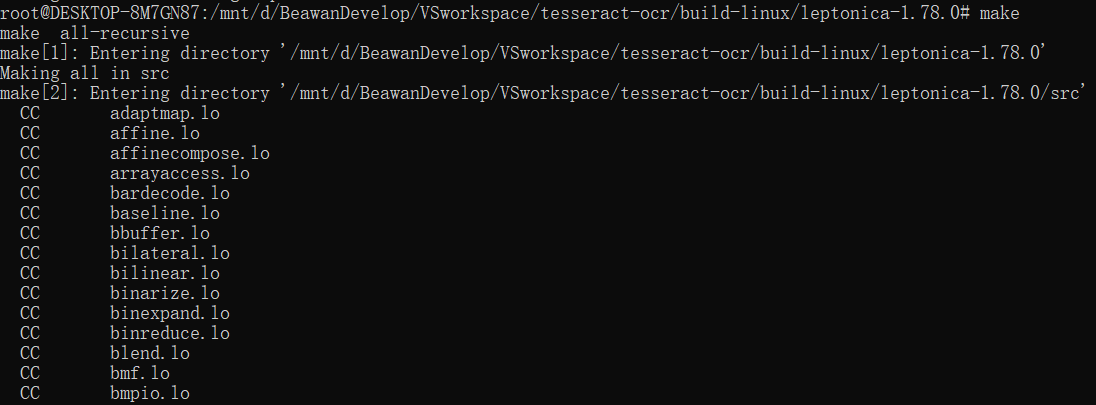 root@DESKTOP-8M7GN87:/mnt/d/BeawanDevelop/VSworkspace/tesseract-ocr/build-linux/leptonica-1.78.0# make
make  all-recursive
make[1]: Entering directory '/mnt/d/BeawanDevelop/VSworkspace/tesseract-ocr/build-linux/leptonica-1.78.0'
Making all in src
make[2]: Entering directory '/mnt/d/BeawanDevelop/VSworkspace/tesseract-ocr/build-linux/leptonica-1.78.0/src'
  CC       adaptmap.lo
  CC       affine.lo
  CC       affinecompose.lo
  CC       arrayaccess.lo
  CC       bardecode.lo
  CC       baseline.lo
  CC       bbuffer.lo
  CC       bilateral.lo
  CC       bilinear.lo
  CC       binarize.lo
  CC       binexpand.lo
  CC       binreduce.lo
  CC       blend.lo
  CC       bmf.lo
  CC       bmpio.lo